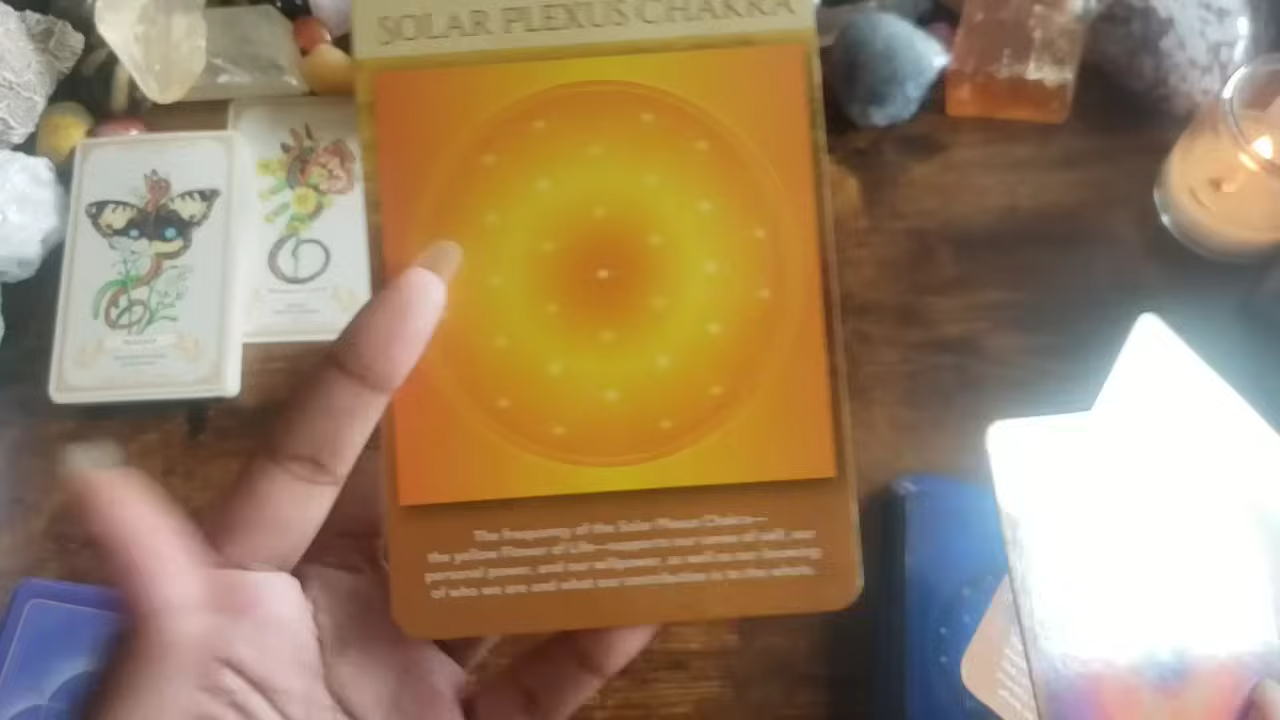 SOLAR PLEXUS CHAKRA
The Frequency of the Solar Plexus Chakra—
the yellow Flower of Life—supports our sense of self, our
personal power, and our willpower, as well as our knowing
of who we are and what our contribution is to the whole.